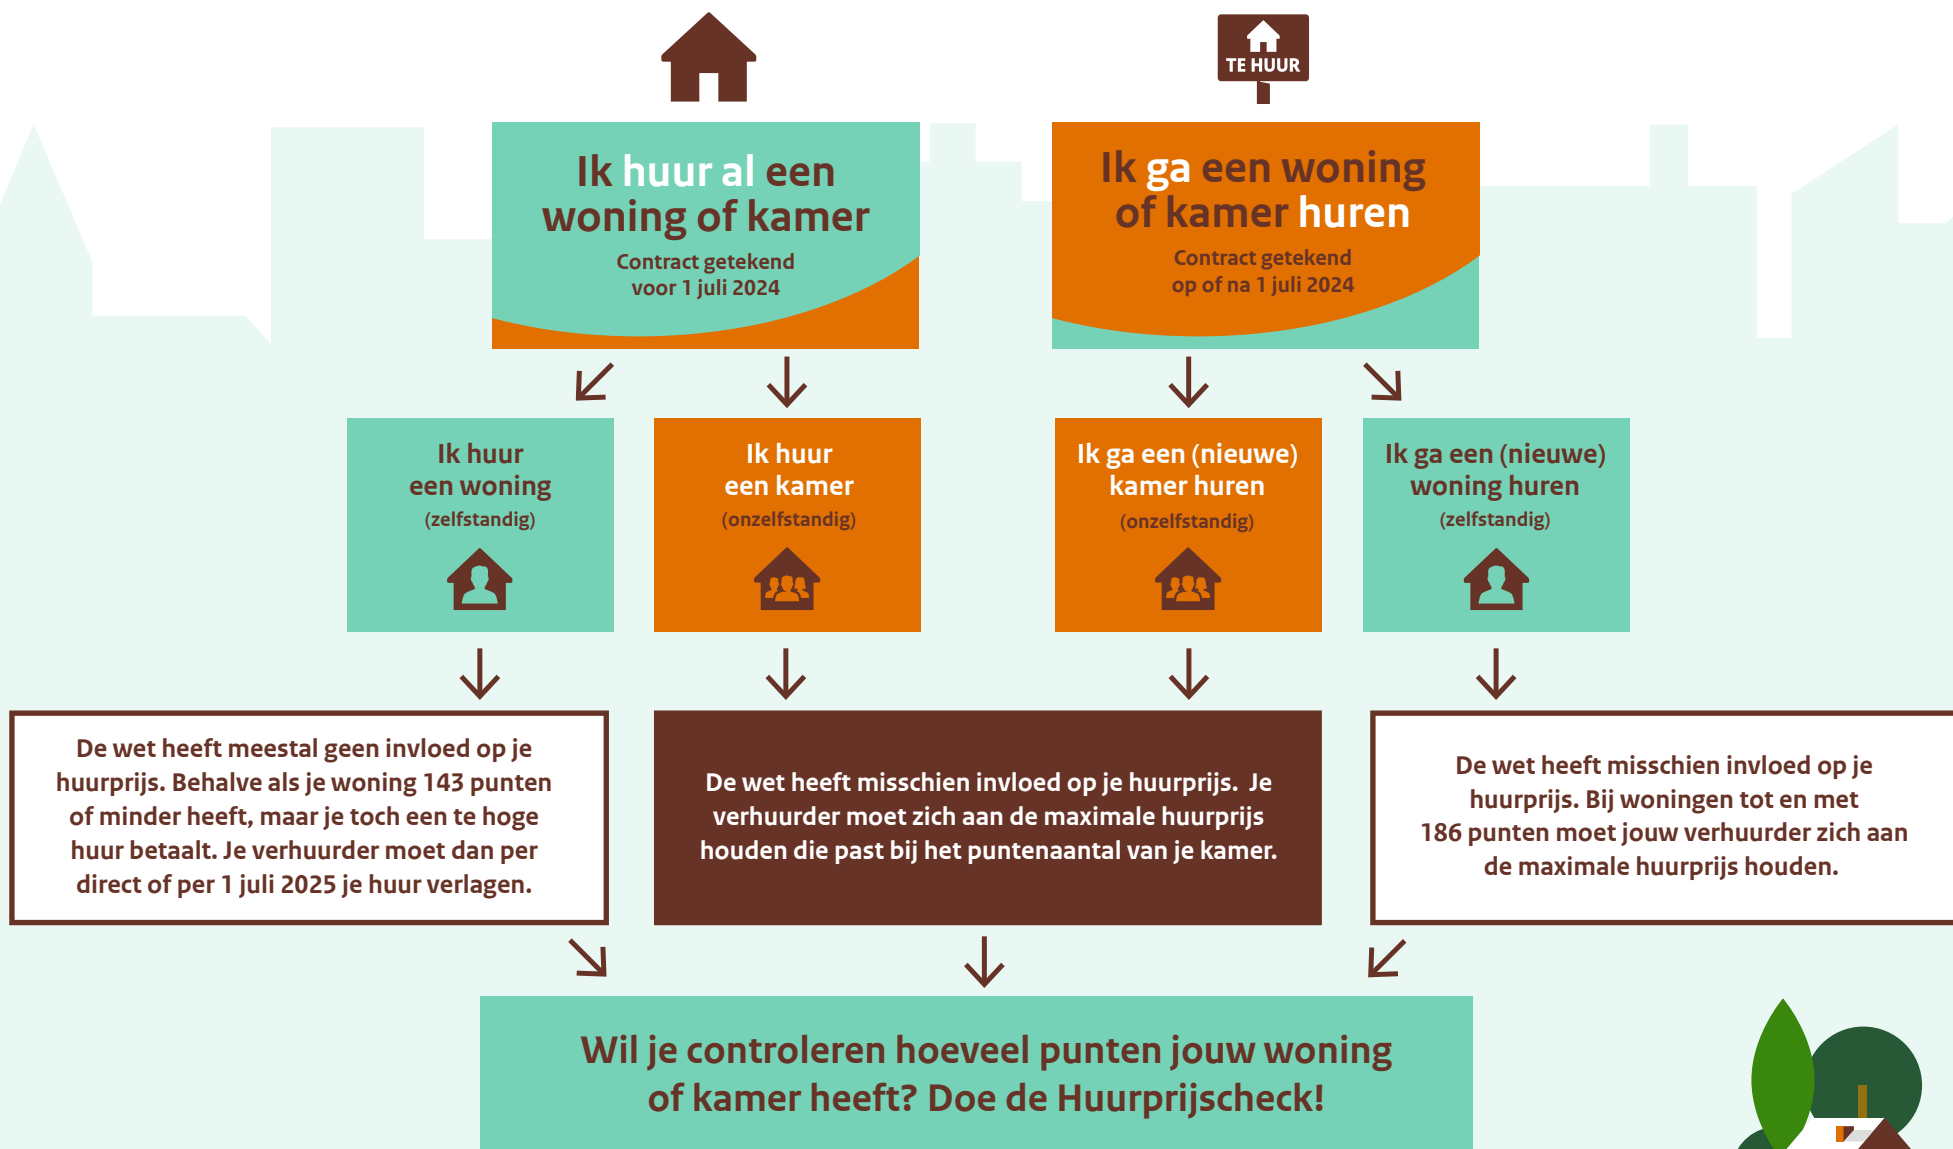 TE HUUR
Ik huur al een
woning of kamer
Contract getekend
voor 1 juli 2024
Ik ga een woning
of kamer huren
Contract getekend
op of na 1 juli 2024
Ik huur
een woning
(zelfstandig)
Ik huur
een kamer
(onzelfstandig)
Ik ga een (nieuwe)
kamer huren
(onzelfstandig)
Ik ga een (nieuwe)
woning huren
(zelfstandig)
De wet heeft meestal geen invloed op je
huurprijs. Behalve als je woning 143 punten
of minder heeft, maar je toch een te hoge
huur betaalt. Je verhuurder moet dan per
direct of per 1 juli 2025 je huur verlagen.
De wet heeft misschien invloed op je huurprijs. Je
verhuurder moet zich aan de maximale huurprijs
houden die past bij het puntenaantal van je kamer.
De wet heeft misschien invloed op je
huurprijs. Bij woningen tot en met
186 punten moet jouw verhuurder zich aan
de maximale huurprijs houden.
Wil je controleren hoeveel punten jouw woning
of kamer heeft? Doe de Huurprijscheck!